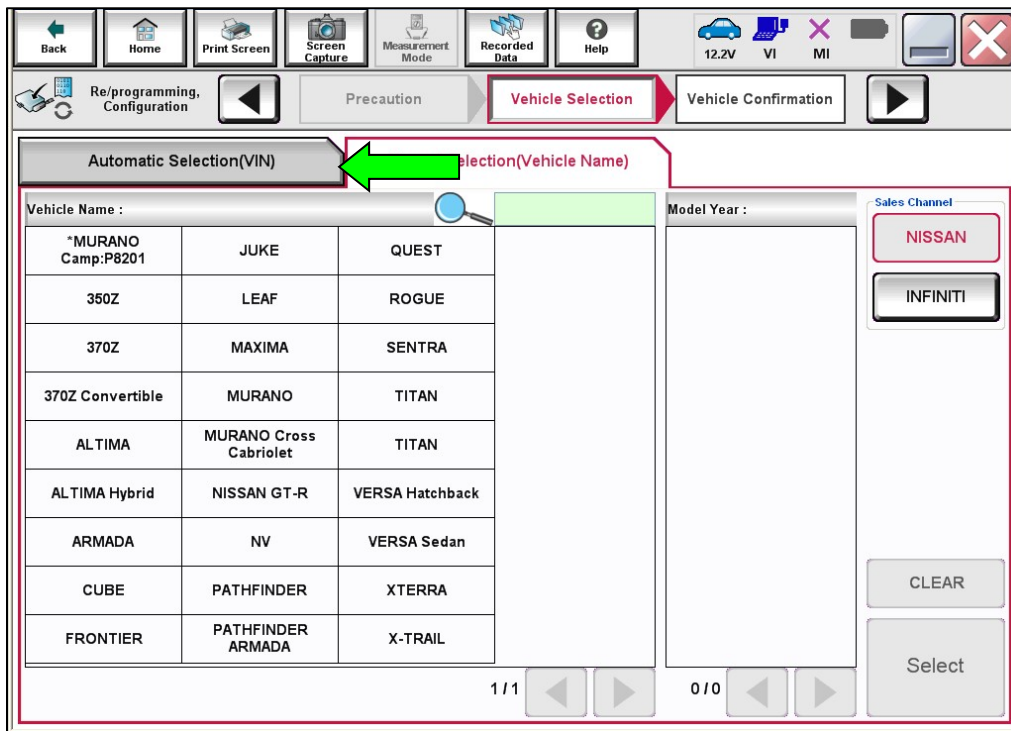 Back
Home
Print Screen
Screen
Capture
Measurement
Mode
Recorded
Data
Help
12.2V
VI
MI
Re/programming,
Configuration
Precaution
Vehicle Selection
Vehicle Confirmation
Automatic Selection(VIN)
election(Vehicle Name)
Vehicle Name :
Model Year :
Sales Channel
*MURANO
Camp:P8201
JUKE
QUEST
NISSAN
350Z
LEAF
ROGUE
INFINITI
370Z
MAXIMA
SENTRA
370Z Convertible
MURANO
TITAN
ALTIMA
MURANO Cross
Cabriolet
TITAN
ALTIMA Hybrid
NISSAN GT-R
VERSA Hatchback
ARMADA
NV
VERSA Sedan
CUBE
PATHFINDER
XTERRA
CLEAR
FRONTIER
PATHFINDER
ARMADA
X-TRAIL
Select
1/1
0/0